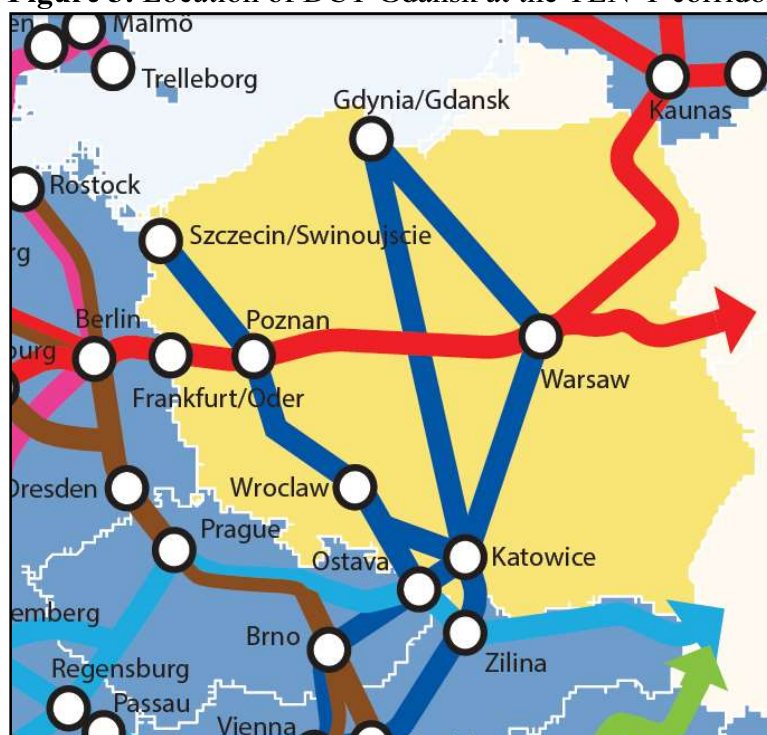 Malmö
Trelleborg
Gdynia/Gdansk
Kaunas
Rostock
Szczecin/Swinoujscie
Berlin
Poznan
Frankfurt/Oder
Warsaw
Dresden
Wroclaw
Prague
Ostava
Katowice
emberg
Brno
Zilina
Regensburg
Passau
Vienna